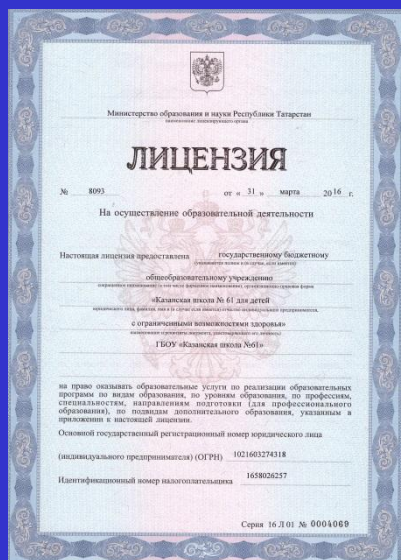 Министерство образования и науки Республики Татарстан
наименование лицензирующего органа
ЛИЦЕНЗИЯ
№ 8093 от « 31 » марта 2016 г.
На осуществление образовательной деятельности
Настоящая лицензия предоставлена государственному бюджетному
общеобразовательному учреждению
«Казанская школа № 61 для детей
с ограниченными возможностями здоровья»
ГБОУ «Казанская школа №61»
на право оказывать образовательные услуги по реализации образовательных
программ по видам образования, по уровням образования, по профессиям,
специальностям, направлениям подготовки (для профессионального
образования), по подвидам дополнительного образования, указанным в
приложении к настоящей лицензии.
Основной государственный регистрационный номер юридического лица
(индивидуального предпринимателя) (ОГРН) 1021603274318
Идентификационный номер налогоплательщика 1658026257
Серия 16 Л 01 № 0004069